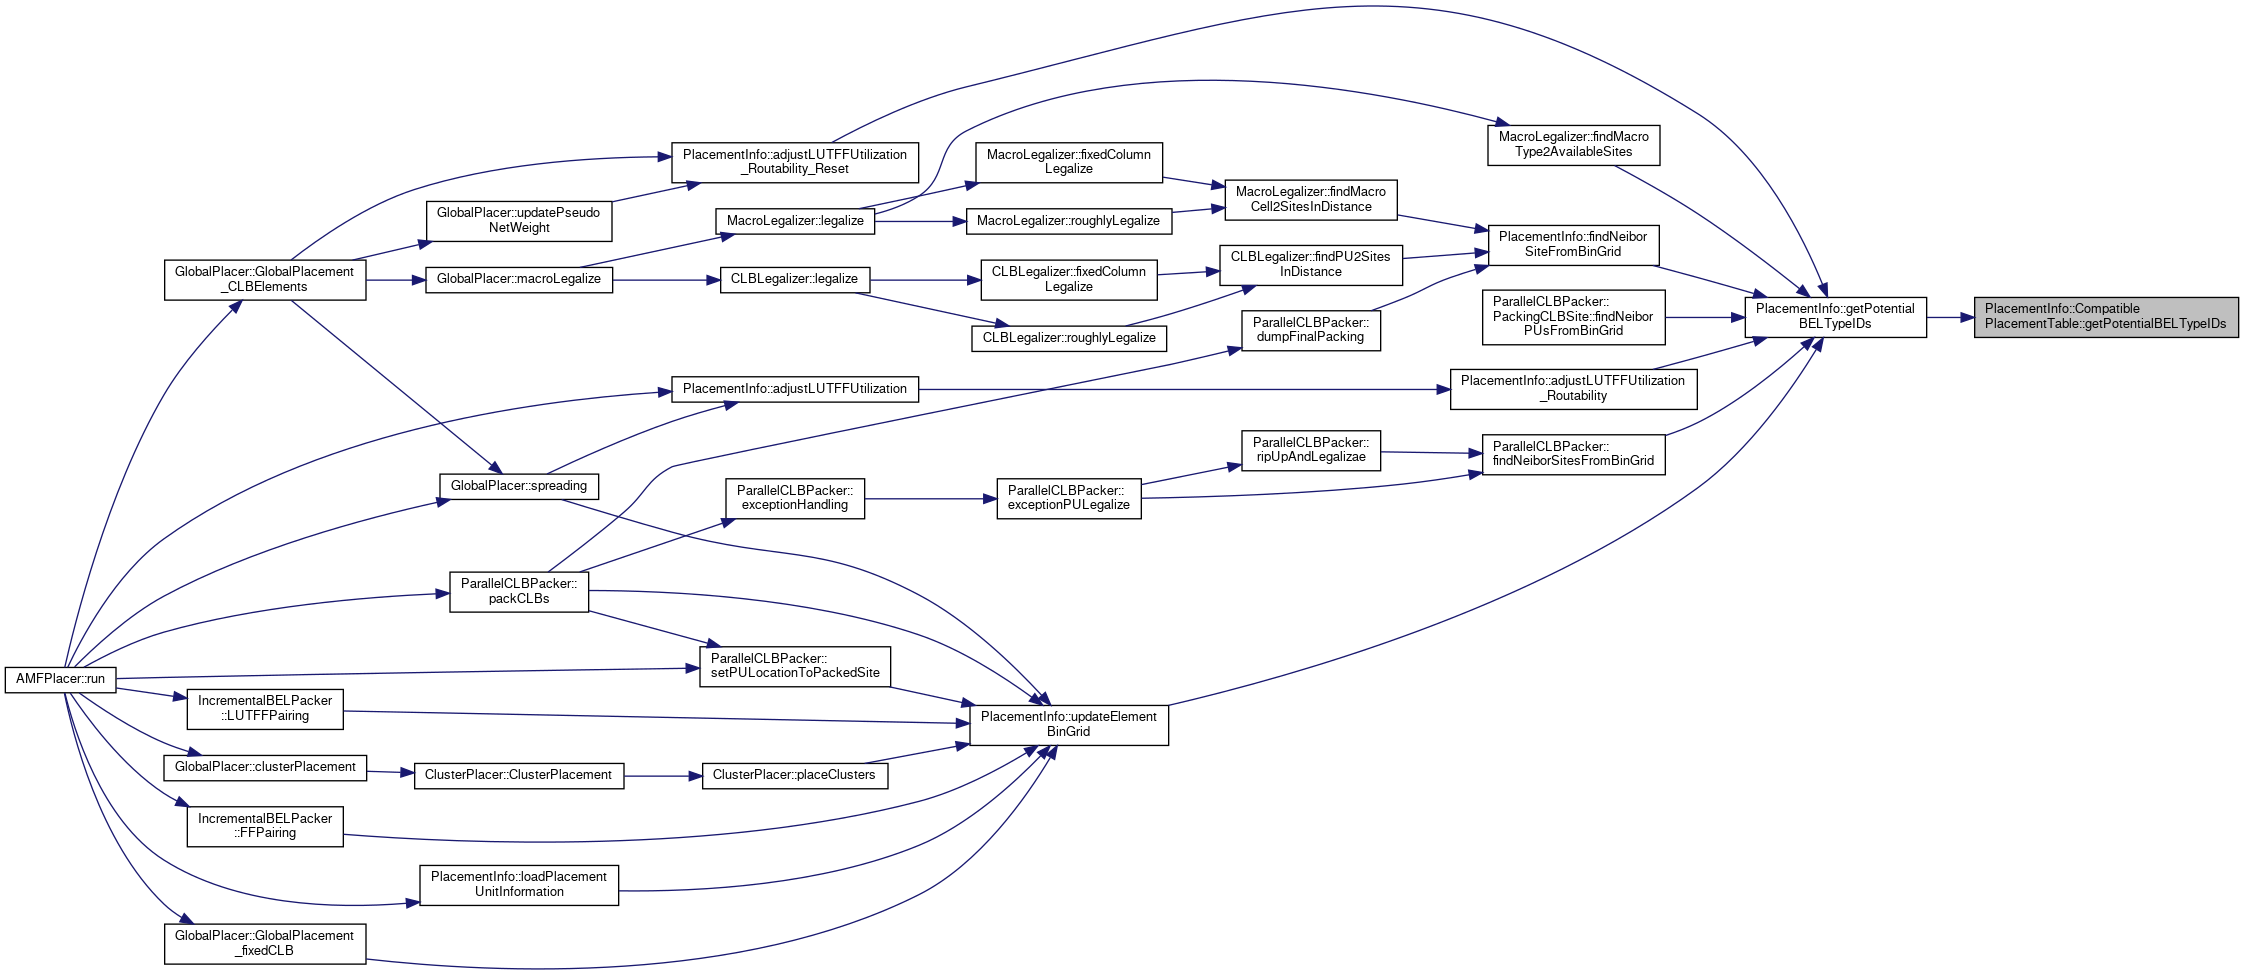 PlacementInfo::adjustLUTFFUtilization
_Routability_Reset
MacroLegalizer::fixedColumn
Legalize
MacroLegalizer::findMacro
Type2AvailableSites
GlobalPlacer::updatePseudo
NetWeight
MacroLegalizer::legalize
MacroLegalizer::roughlyLegalize
MacroLegalizer::findMacro
Cell2SitesInDistance
PlacementInfo::findNeibor
SiteFromBinGrid
GlobalPlacer::GlobalPlacement
_CLBElements
GlobalPlacer::macroLegalize
CLBLegalizer::legalize
CLBLegalizer::fixedColumn
Legalize
CLBLegalizer::findPU2Sites
InDistance
CLBLegalizer::roughlyLegalize
ParallelCLBPacker::
dumpFinalPacking
ParallelCLBPacker::
PackingCLBSite::findNeibor
PUsFromBinGrid
PlacementInfo::getPotential
BELTypeIDs
PlacementInfo::Compatible
PlacementTable::getPotentialBELTypeIDs
PlacementInfo::adjustLUTFFUtilization
PlacementInfo::adjustLUTFFUtilization
_Routability
GlobalPlacer::spreading
ParallelCLBPacker::
exceptionHandling
ParallelCLBPacker::
exceptionPULegalize
ParallelCLBPacker::
ripUpAndLegalizae
ParallelCLBPacker::
findNeiborSitesFromBinGrid
ParallelCLBPacker::
packCLBs
AMFPlacer::run
ParallelCLBPacker::
setPULocationToPackedSite
IncrementalBELPacker
::LUTFFPairing
PlacementInfo::updateElement
BinGrid
GlobalPlacer::clusterPlacement
ClusterPlacer::ClusterPlacement
ClusterPlacer::placeClusters
IncrementalBELPacker
::FFPairing
PlacementInfo::loadPlacement
UnitInformation
GlobalPlacer::GlobalPlacement
_fixedCLB